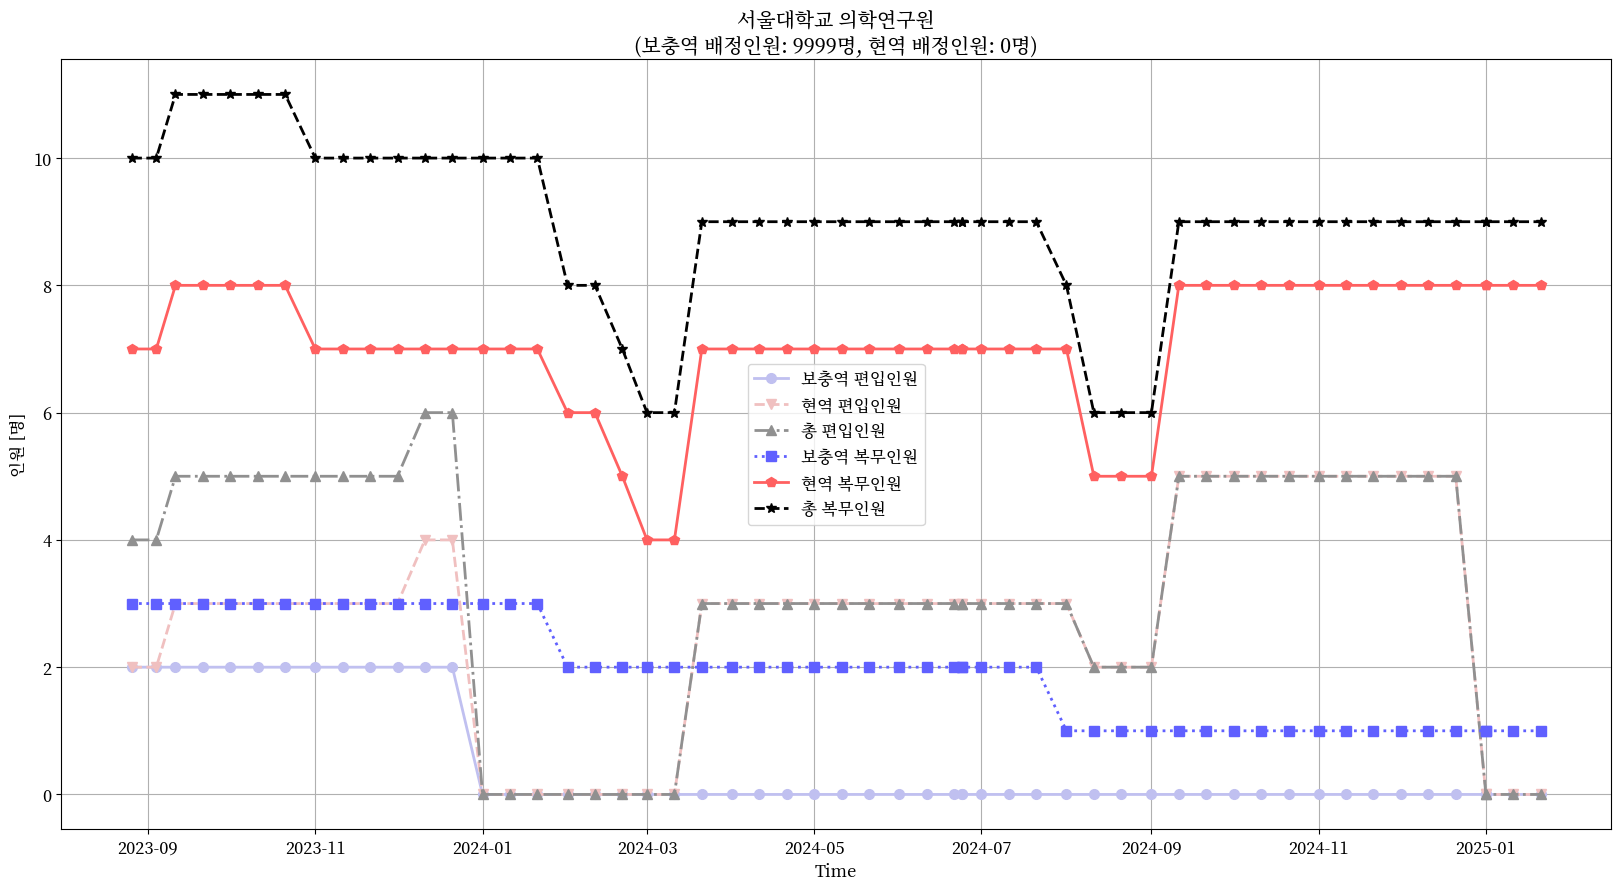 서울대학교 의학연구원
(보충역 배정인원: 9999명, 현역 배정인원: 0명)
인원 [명]
10
8
6
4
2
0
보충역 편입인원
현역 편입인원
총 편입인원
보충역 복무인원
현역 복무인원
총 복무인원
2023-09 2023-11 2024-01 2024-03 2024-05 2024-07 2024-09 2024-11 2025-01
Time